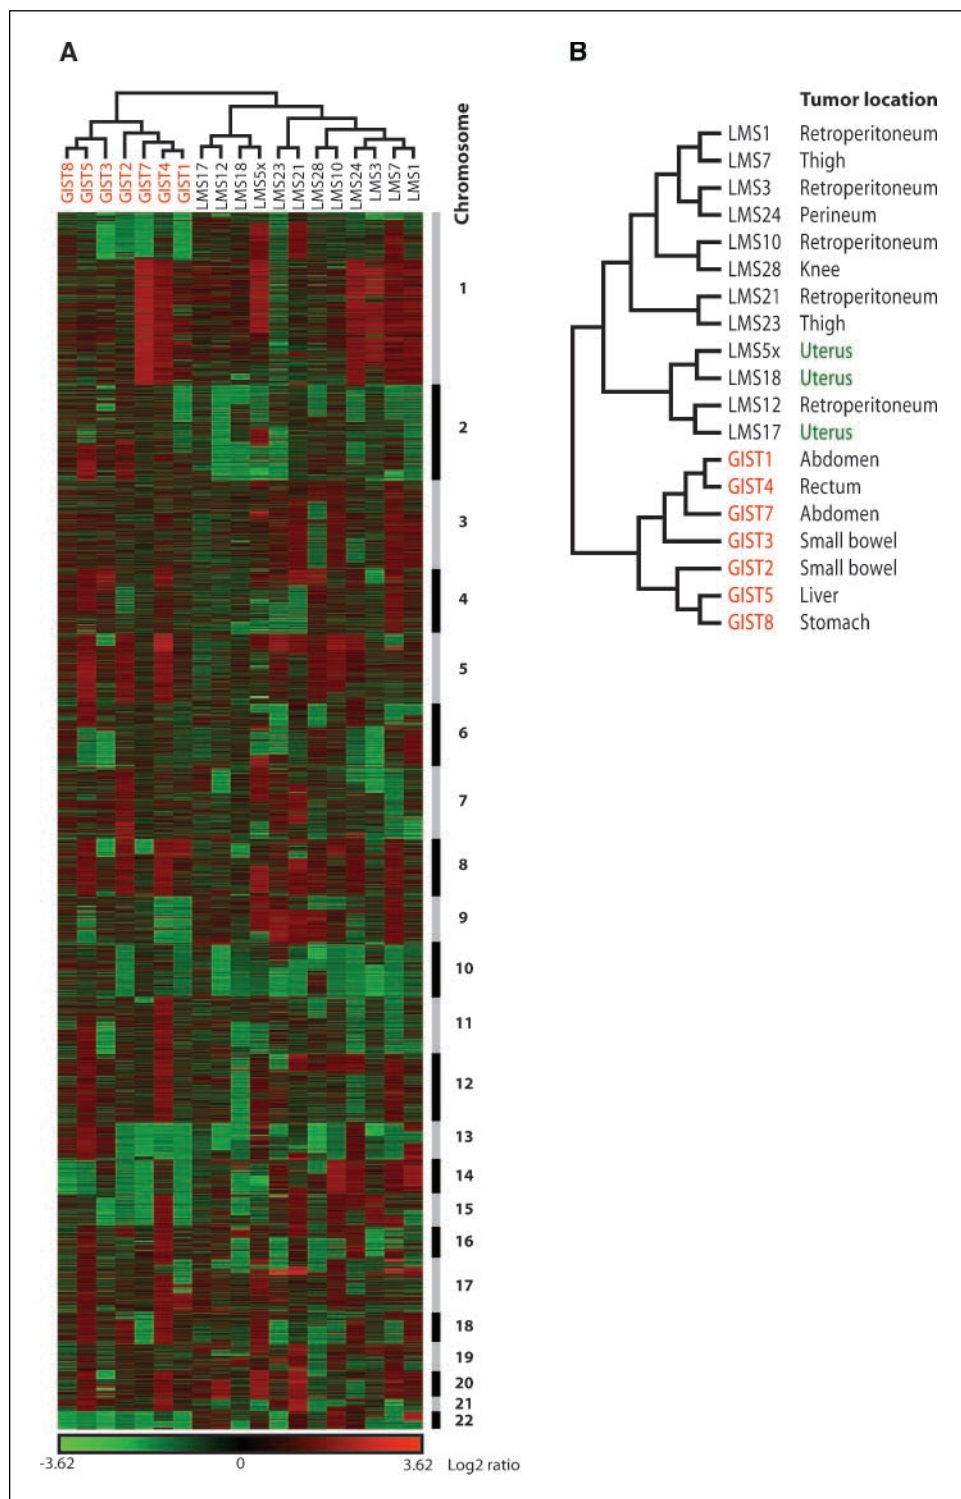 A
B
Tumor location
GIST8
GIST5
GIST3
GIST2
GIST7
GIST4
GIST1
LMS17
LMS12
LMS18
LMS5x
LMS23
LMS21
LMS28
LMS10
LMS24
LMS3
LMS7
LMS1
Chromosome
LMS1 Retroperitoneum
LMS7 Thigh
LMS3 Retroperitoneum
LMS24 Perineum
LMS10 Retroperitoneum
LMS28 Knee
LMS21 Retroperitoneum
LMS23 Thigh
LMS5x Uterus
LMS18 Uterus
LMS12 Retroperitoneum
LMS17 Uterus
GIST1 Abdomen
GIST4 Rectum
GIST7 Abdomen
GIST3 Small bowel
GIST2 Small bowel
GIST5 Liver
GIST8 Stomach
1
2
3
4
5
6
7
8
9
10
11
12
13
14
15
16
17
18
19
20
21
22
-3.62 0 3.62 Log2 ratio